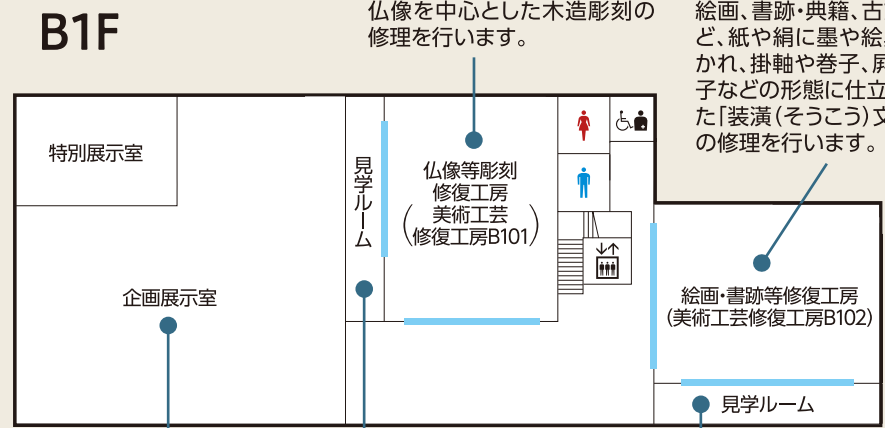 B1F
仏像を中心とした木造彫刻の
修理を行います。
絵画、書跡・典籍、古
ど、紙や絹に墨や絵
かれ、掛軸や巻子、屏
子などの形態に仕立
た「装潢(そうこう)文
の修理を行います。
特別展示室
企画展示室
見学ルーム
仏像等彫刻
修復工房
(美術工芸
修復工房B101)
絵画・書跡等修復工房
(美術工芸修復工房B102)
見学ルーム